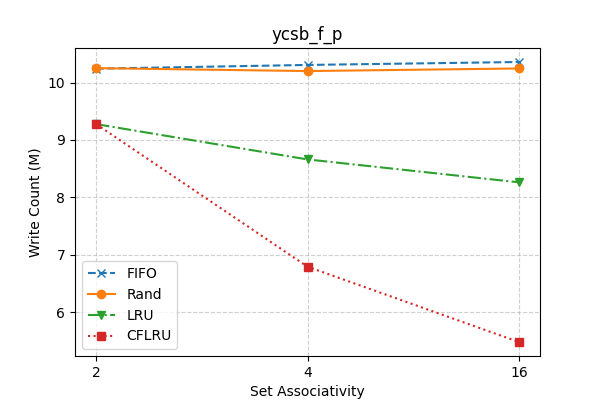 ycsb_f_p
Write Count (M)
10
9
8
7
6
FIFO
Rand
LRU
CFLRU
2
4
16
Set Associativity